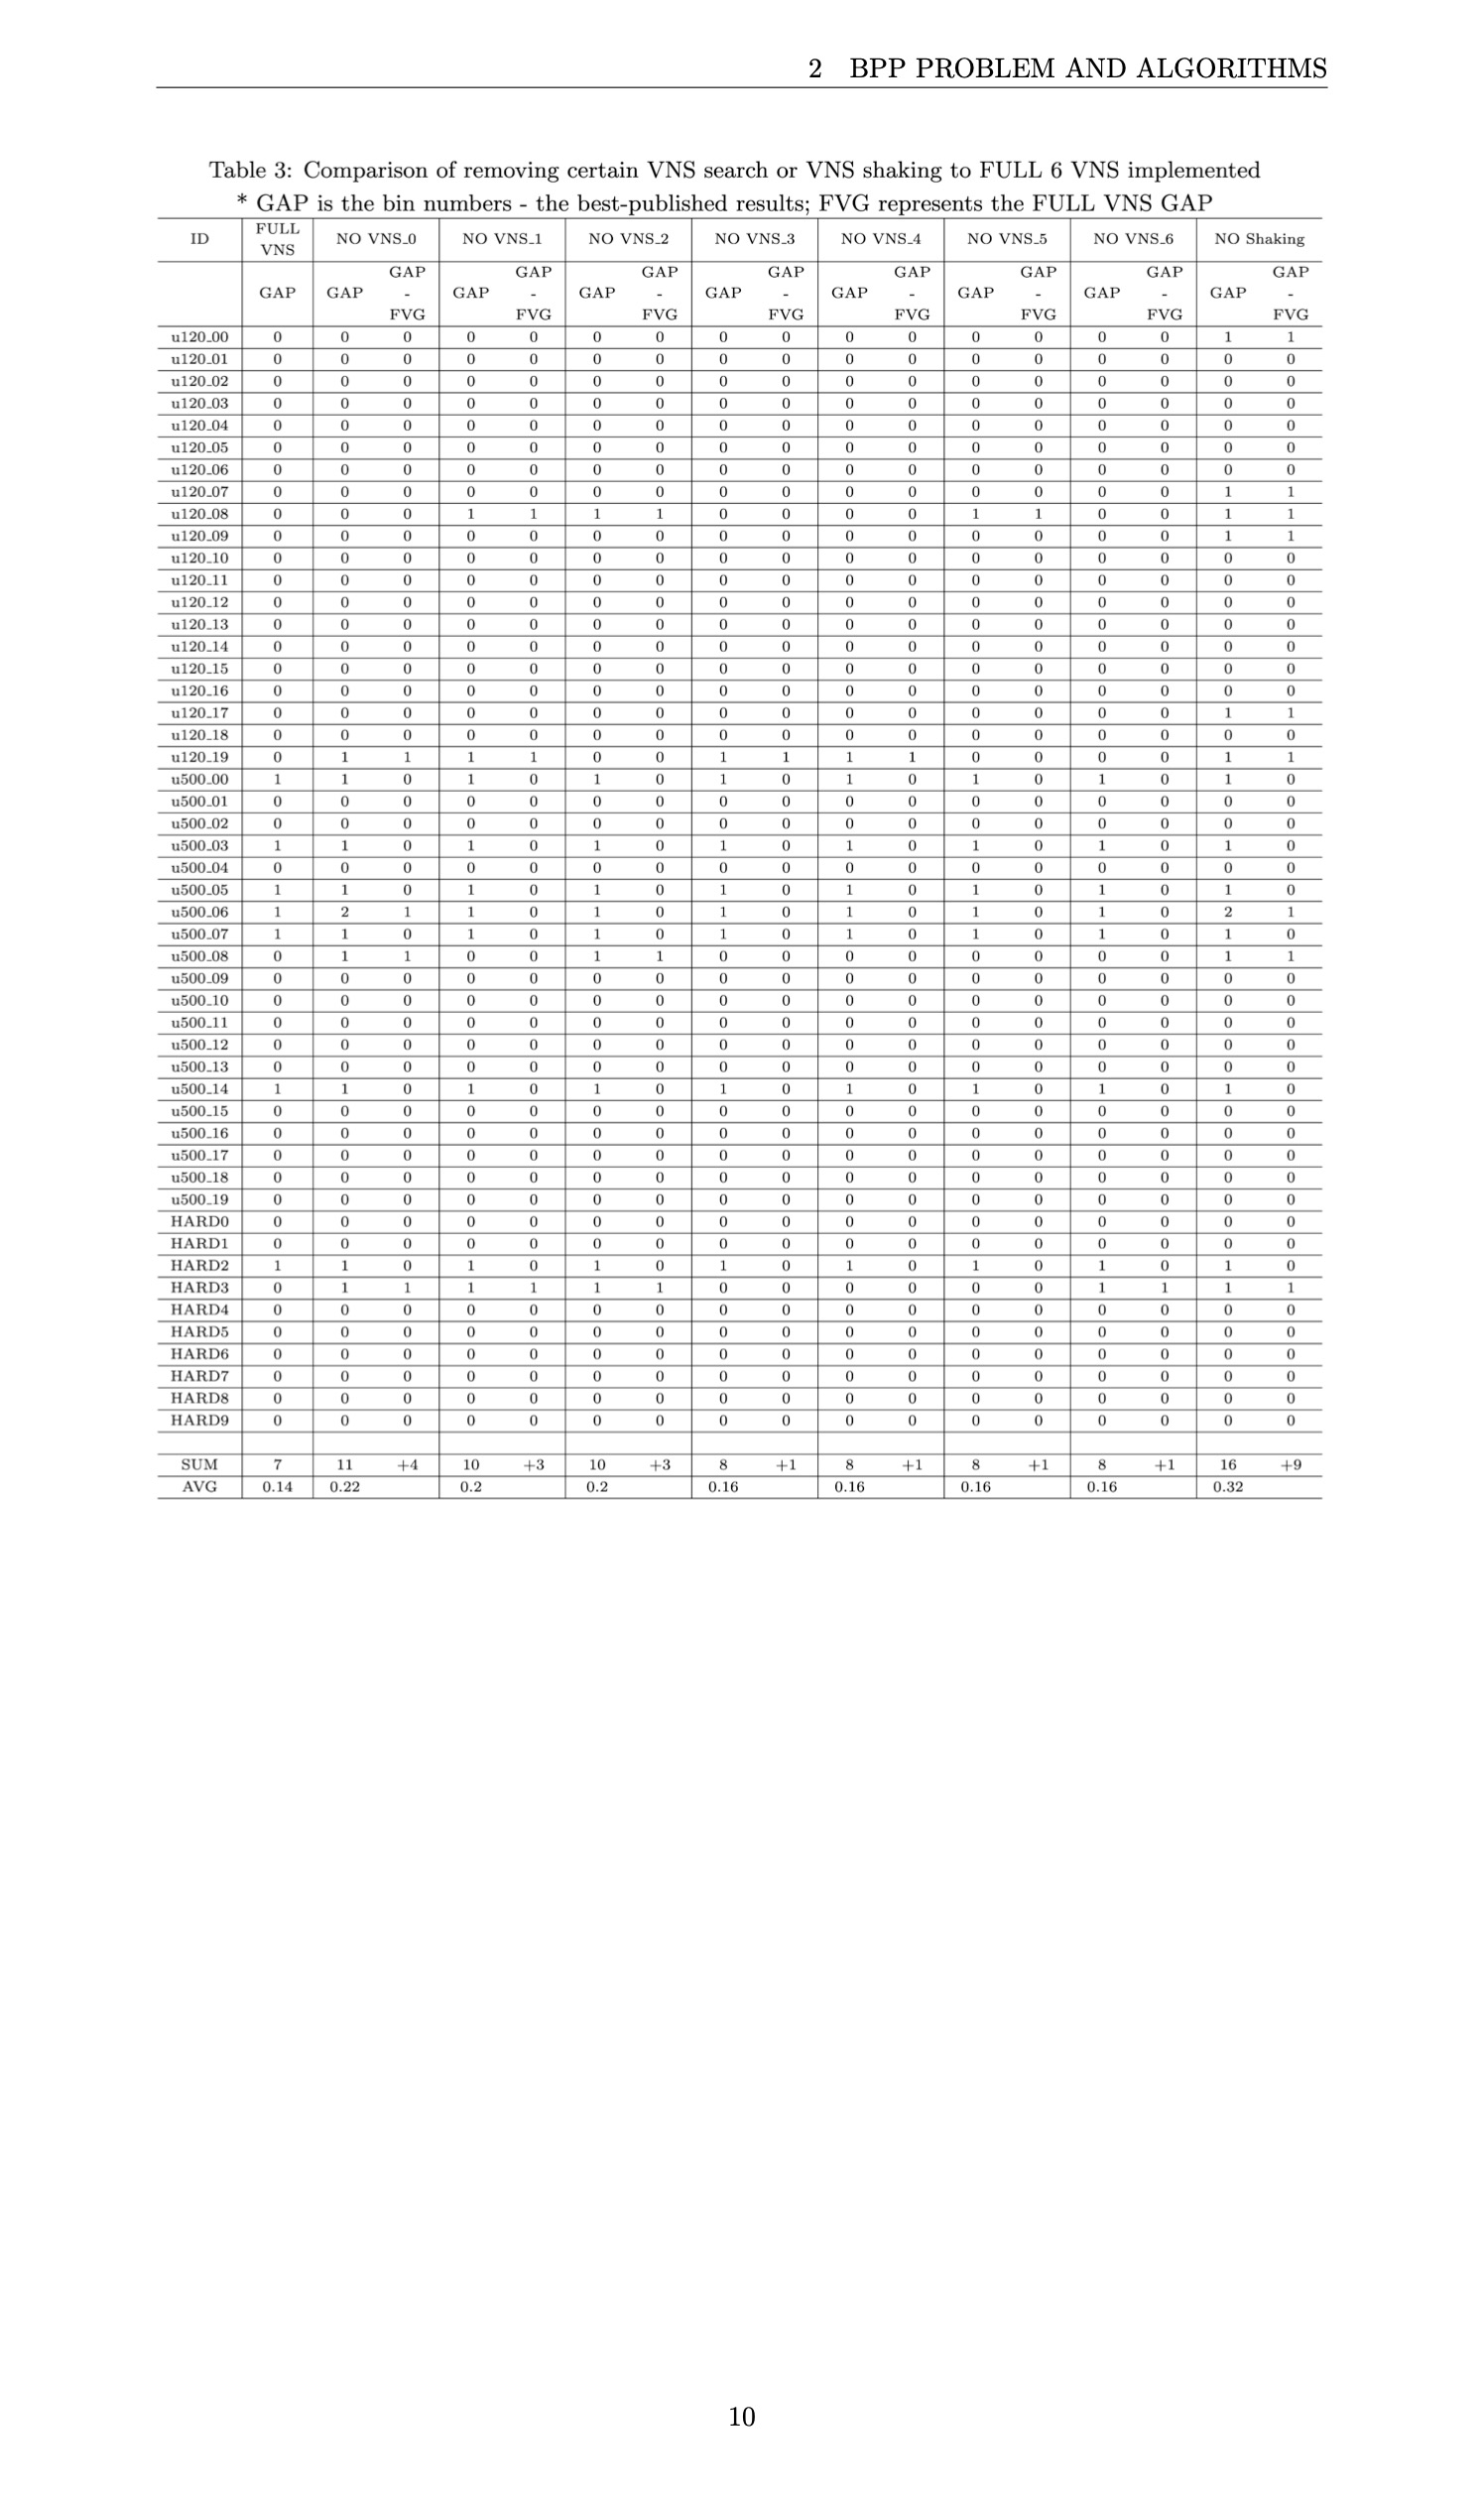 2 BPP PROBLEM AND ALGORITHMS
Table 3: Comparison of removing certain VNS search or VNS shaking to FULL 6 VNS implemented
* GAP is the bin numbers - the best-published results; FVG represents the FULL VNS GAP
ID FULL VNS NO VNS_0 NO VNS_1 NO VNS_2 NO VNS_3 NO VNS_4 NO VNS_5 NO VNS_6 NO Shaking
GAP GAP GAP - FVG GAP GAP - FVG GAP GAP - FVG GAP GAP - FVG GAP GAP - FVG GAP GAP - FVG GAP GAP - FVG GAP GAP - FVG
u120_00 0 0 0 0 0 0 0 0 0 0 0 0 0 0 0 1 1
u120_01 0 0 0 0 0 0 0 0 0 0 0 0 0 0 0 0 0
u120_02 0 0 0 0 0 0 0 0 0 0 0 0 0 0 0 0 0
u120_03 0 0 0 0 0 0 0 0 0 0 0 0 0 0 0 0 0
u120_04 0 0 0 0 0 0 0 0 0 0 0 0 0 0 0 0 0
u120_05 0 0 0 0 0 0 0 0 0 0 0 0 0 0 0 0 0
u120_06 0 0 0 0 0 0 0 0 0 0 0 0 0 0 0 0 0
u120_07 0 0 0 0 0 0 0 0 0 0 0 0 0 0 0 1 1
u120_08 0 0 0 1 1 1 1 0 0 0 0 1 1 0 0 1 1
u120_09 0 0 0 0 0 0 0 0 0 0 0 0 0 0 0 1 1
u120_10 0 0 0 0 0 0 0 0 0 0 0 0 0 0 0 0 0
u120_11 0 0 0 0 0 0 0 0 0 0 0 0 0 0 0 0 0
u120_12 0 0 0 0 0 0 0 0 0 0 0 0 0 0 0 0 0
u120_13 0 0 0 0 0 0 0 0 0 0 0 0 0 0 0 0 0
u120_14 0 0 0 0 0 0 0 0 0 0 0 0 0 0 0 0 0
u120_15 0 0 0 0 0 0 0 0 0 0 0 0 0 0 0 0 0
u120_16 0 0 0 0 0 0 0 0 0 0 0 0 0 0 0 0 0
u120_17 0 0 0 0 0 0 0 0 0 0 0 0 0 0 0 1 1
u120_18 0 0 0 0 0 0 0 0 0 0 0 0 0 0 0 0 0
u120_19 0 1 1 1 1 0 0 1 1 1 1 0 0 0 0 1 1
u500_00 1 1 0 1 0 1 0 1 0 1 0 1 0 1 0 1 0
u500_01 0 0 0 0 0 0 0 0 0 0 0 0 0 0 0 0 0
u500_02 0 0 0 0 0 0 0 0 0 0 0 0 0 0 0 0 0
u500_03 1 1 0 1 0 1 0 1 0 1 0 1 0 1 0 1 0
u500_04 0 0 0 0 0 0 0 0 0 0 0 0 0 0 0 0 0
u500_05 1 1 0 1 0 1 0 1 0 1 0 1 0 1 0 1 0
u500_06 1 2 1 1 0 1 0 1 0 1 0 1 0 1 0 2 1
u500_07 1 1 0 1 0 1 0 1 0 1 0 1 0 1 0 1 0
u500_08 0 1 1 0 0 1 1 0 0 0 0 0 0 0 0 1 1
u500_09 0 0 0 0 0 0 0 0 0 0 0 0 0 0 0 0 0
u500_10 0 0 0 0 0 0 0 0 0 0 0 0 0 0 0 0 0
u500_11 0 0 0 0 0 0 0 0 0 0 0 0 0 0 0 0 0
u500_12 0 0 0 0 0 0 0 0 0 0 0 0 0 0 0 0 0
u500_13 0 0 0 0 0 0 0 0 0 0 0 0 0 0 0 0 0
u500_14 1 1 0 1 0 1 0 1 0 1 0 1 0 1 0 1 0
u500_15 0 0 0 0 0 0 0 0 0 0 0 0 0 0 0 0 0
u500_16 0 0 0 0 0 0 0 0 0 0 0 0 0 0 0 0 0
u500_17 0 0 0 0 0 0 0 0 0 0 0 0 0 0 0 0 0
u500_18 0 0 0 0 0 0 0 0 0 0 0 0 0 0 0 0 0
u500_19 0 0 0 0 0 0 0 0 0 0 0 0 0 0 0 0 0
HARD0 0 0 0 0 0 0 0 0 0 0 0 0 0 0 0 0 0
HARD1 0 0 0 0 0 0 0 0 0 0 0 0 0 0 0 0 0
HARD2 1 1 0 1 0 1 0 1 0 1 0 1 0 1 0 1 0
HARD3 0 1 1 1 1 1 1 0 0 0 0 0 0 1 1 1 1
HARD4 0 0 0 0 0 0 0 0 0 0 0 0 0 0 0 0 0
HARD5 0 0 0 0 0 0 0 0 0 0 0 0 0 0 0 0 0
HARD6 0 0 0 0 0 0 0 0 0 0 0 0 0 0 0 0 0
HARD7 0 0 0 0 0 0 0 0 0 0 0 0 0 0 0 0 0
HARD8 0 0 0 0 0 0 0 0 0 0 0 0 0 0 0 0 0
HARD9 0 0 0 0 0 0 0 0 0 0 0 0 0 0 0 0 0
SUM 7 11 +4 10 +3 10 +3 8 +1 8 +1 8 +1 8 +1 16 +9
AVG 0.14 0.22 0.2 0.2 0.16 0.16 0.16 0.16 0.32
10